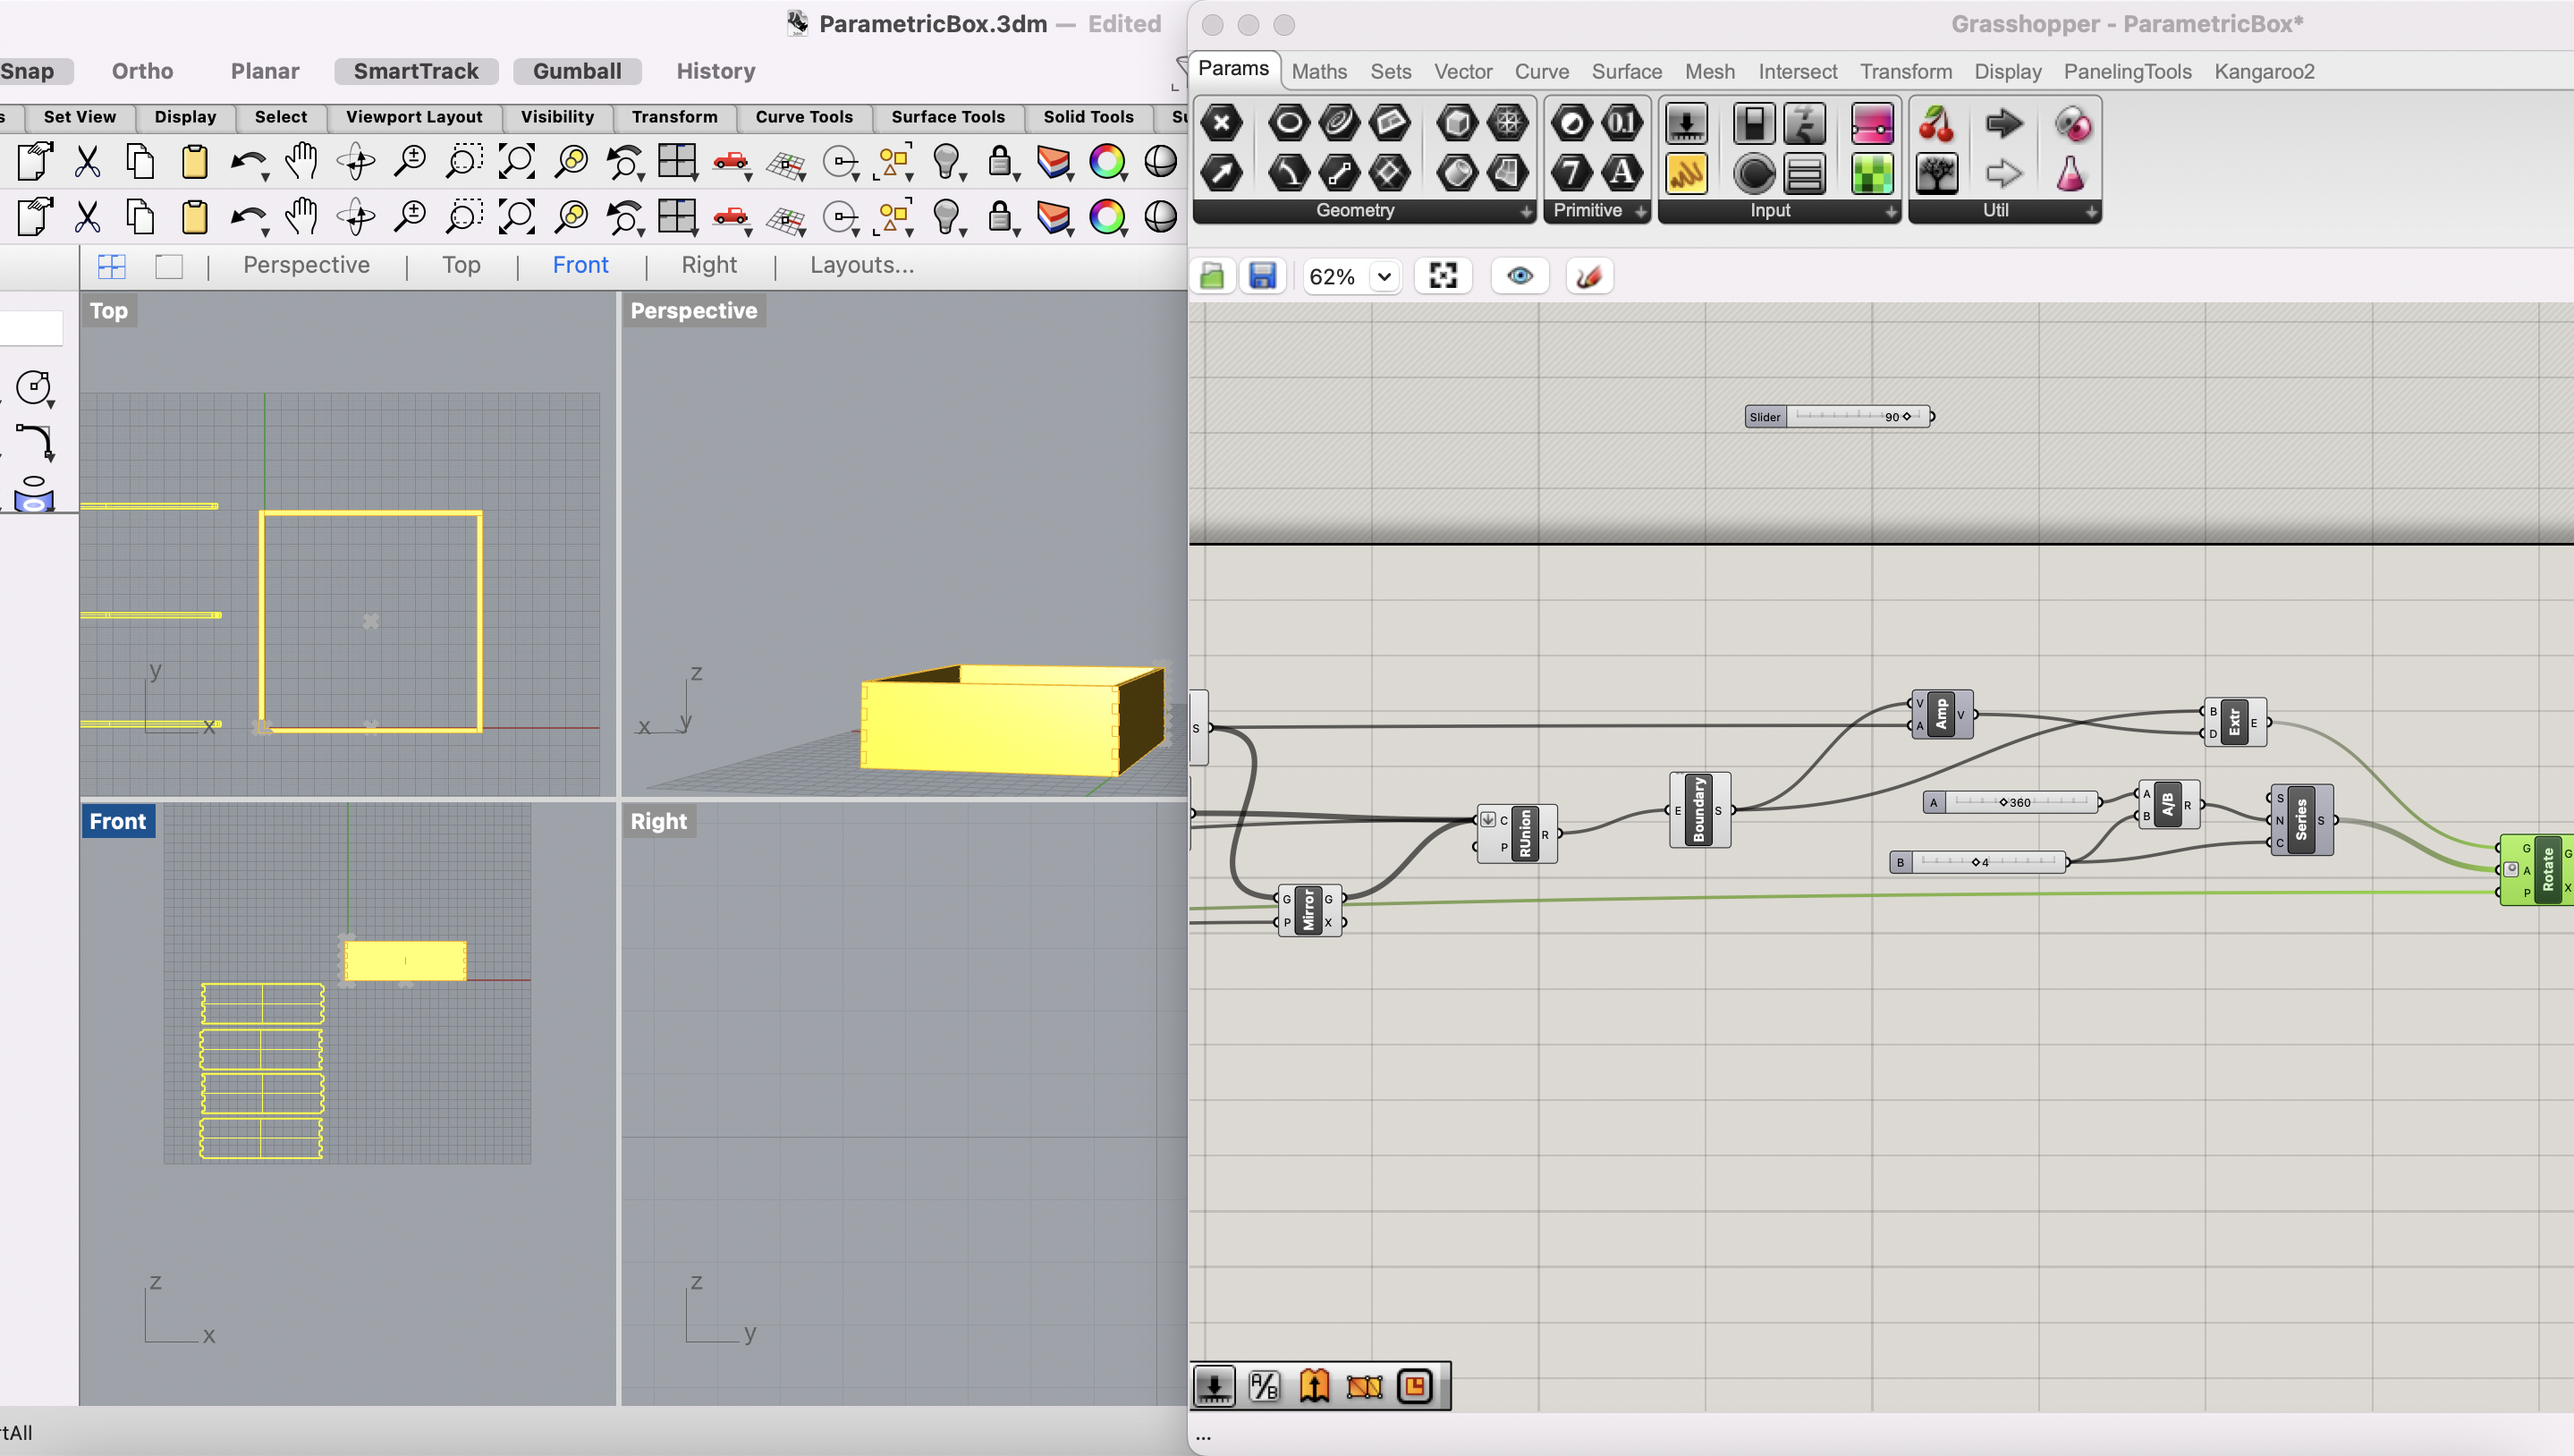 ParametricBox.3dm — Edited
Snap Ortho Planar SmartTrack Gumball History
s Set View Display Select Viewport Layout Visibility Transform Curve Tools Surface Tools Solid Tools Su
Perspective Top Front Right Layouts...
Top
y
x
Perspective
z
x y
Front
z
x
Right
z
y
tAll
Grasshopper - ParametricBox*
Params Maths Sets Vector Curve Surface Mesh Intersect Transform Display PanelingTools Kangaroo2
0.1
7 A
Geometry Primitive Input Util
62%
Slider 90
S
V Amp V
A
B Extr E
D
C RUnion R
P
E Boundary S
A 360
A A/B R
B
B 4
S Series S
N
C
G Rotate G
A
P X
G Mirror G
P X
A/B
...